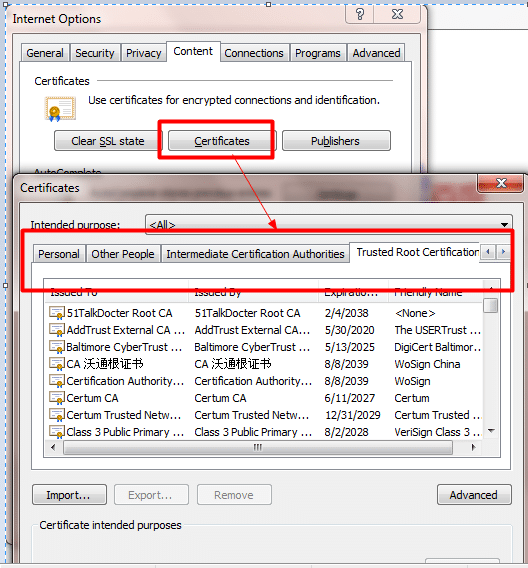 Internet Options
General Security Privacy Content Connections Programs Advanced
Certificates
Use certificates for encrypted connections and identification.
Clear SSL state Certificates Publishers
AutoComplete
Certificates
Intended purpose: <All>
Personal Other People Intermediate Certification Authorities Trusted Root Certification
Issued To Issued By Expiratio... Friendly Name
51TalkDocter Root CA 51TalkDocter Root CA 2/4/2038 <None>
AddTrust External CA ... AddTrust External CA... 5/30/2020 The USERTrust
Baltimore CyberTrust ... Baltimore CyberTrust ... 5/13/2025 DigiCert Baltimor...
CA 沃通根证书 CA 沃通根证书 8/8/2039 WoSign China
Certification Authority... Certification Authority... 8/8/2039 WoSign
Certum CA Certum CA 6/11/2027 Certum
Certum Trusted Netw... Certum Trusted Netw... 12/31/2029 Certum Trusted ...
Class 3 Public Primary ... Class 3 Public Primary ... 8/2/2028 VeriSign Class 3 ...
Import... Export... Remove Advanced
Certificate intended purposes